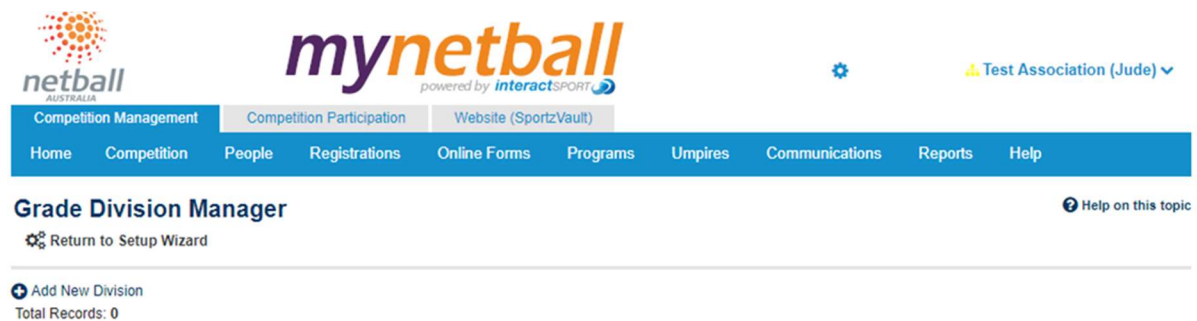 netball
AUSTRALIA
mynetball
powered by interactSPORT
Test Association (Jude)
Competition Management Competition Participation Website (SportzVault)
Home Competition People Registrations Online Forms Programs Umpires Communications Reports Help
Grade Division Manager
Help on this topic
Return to Setup Wizard
Add New Division
Total Records: 0